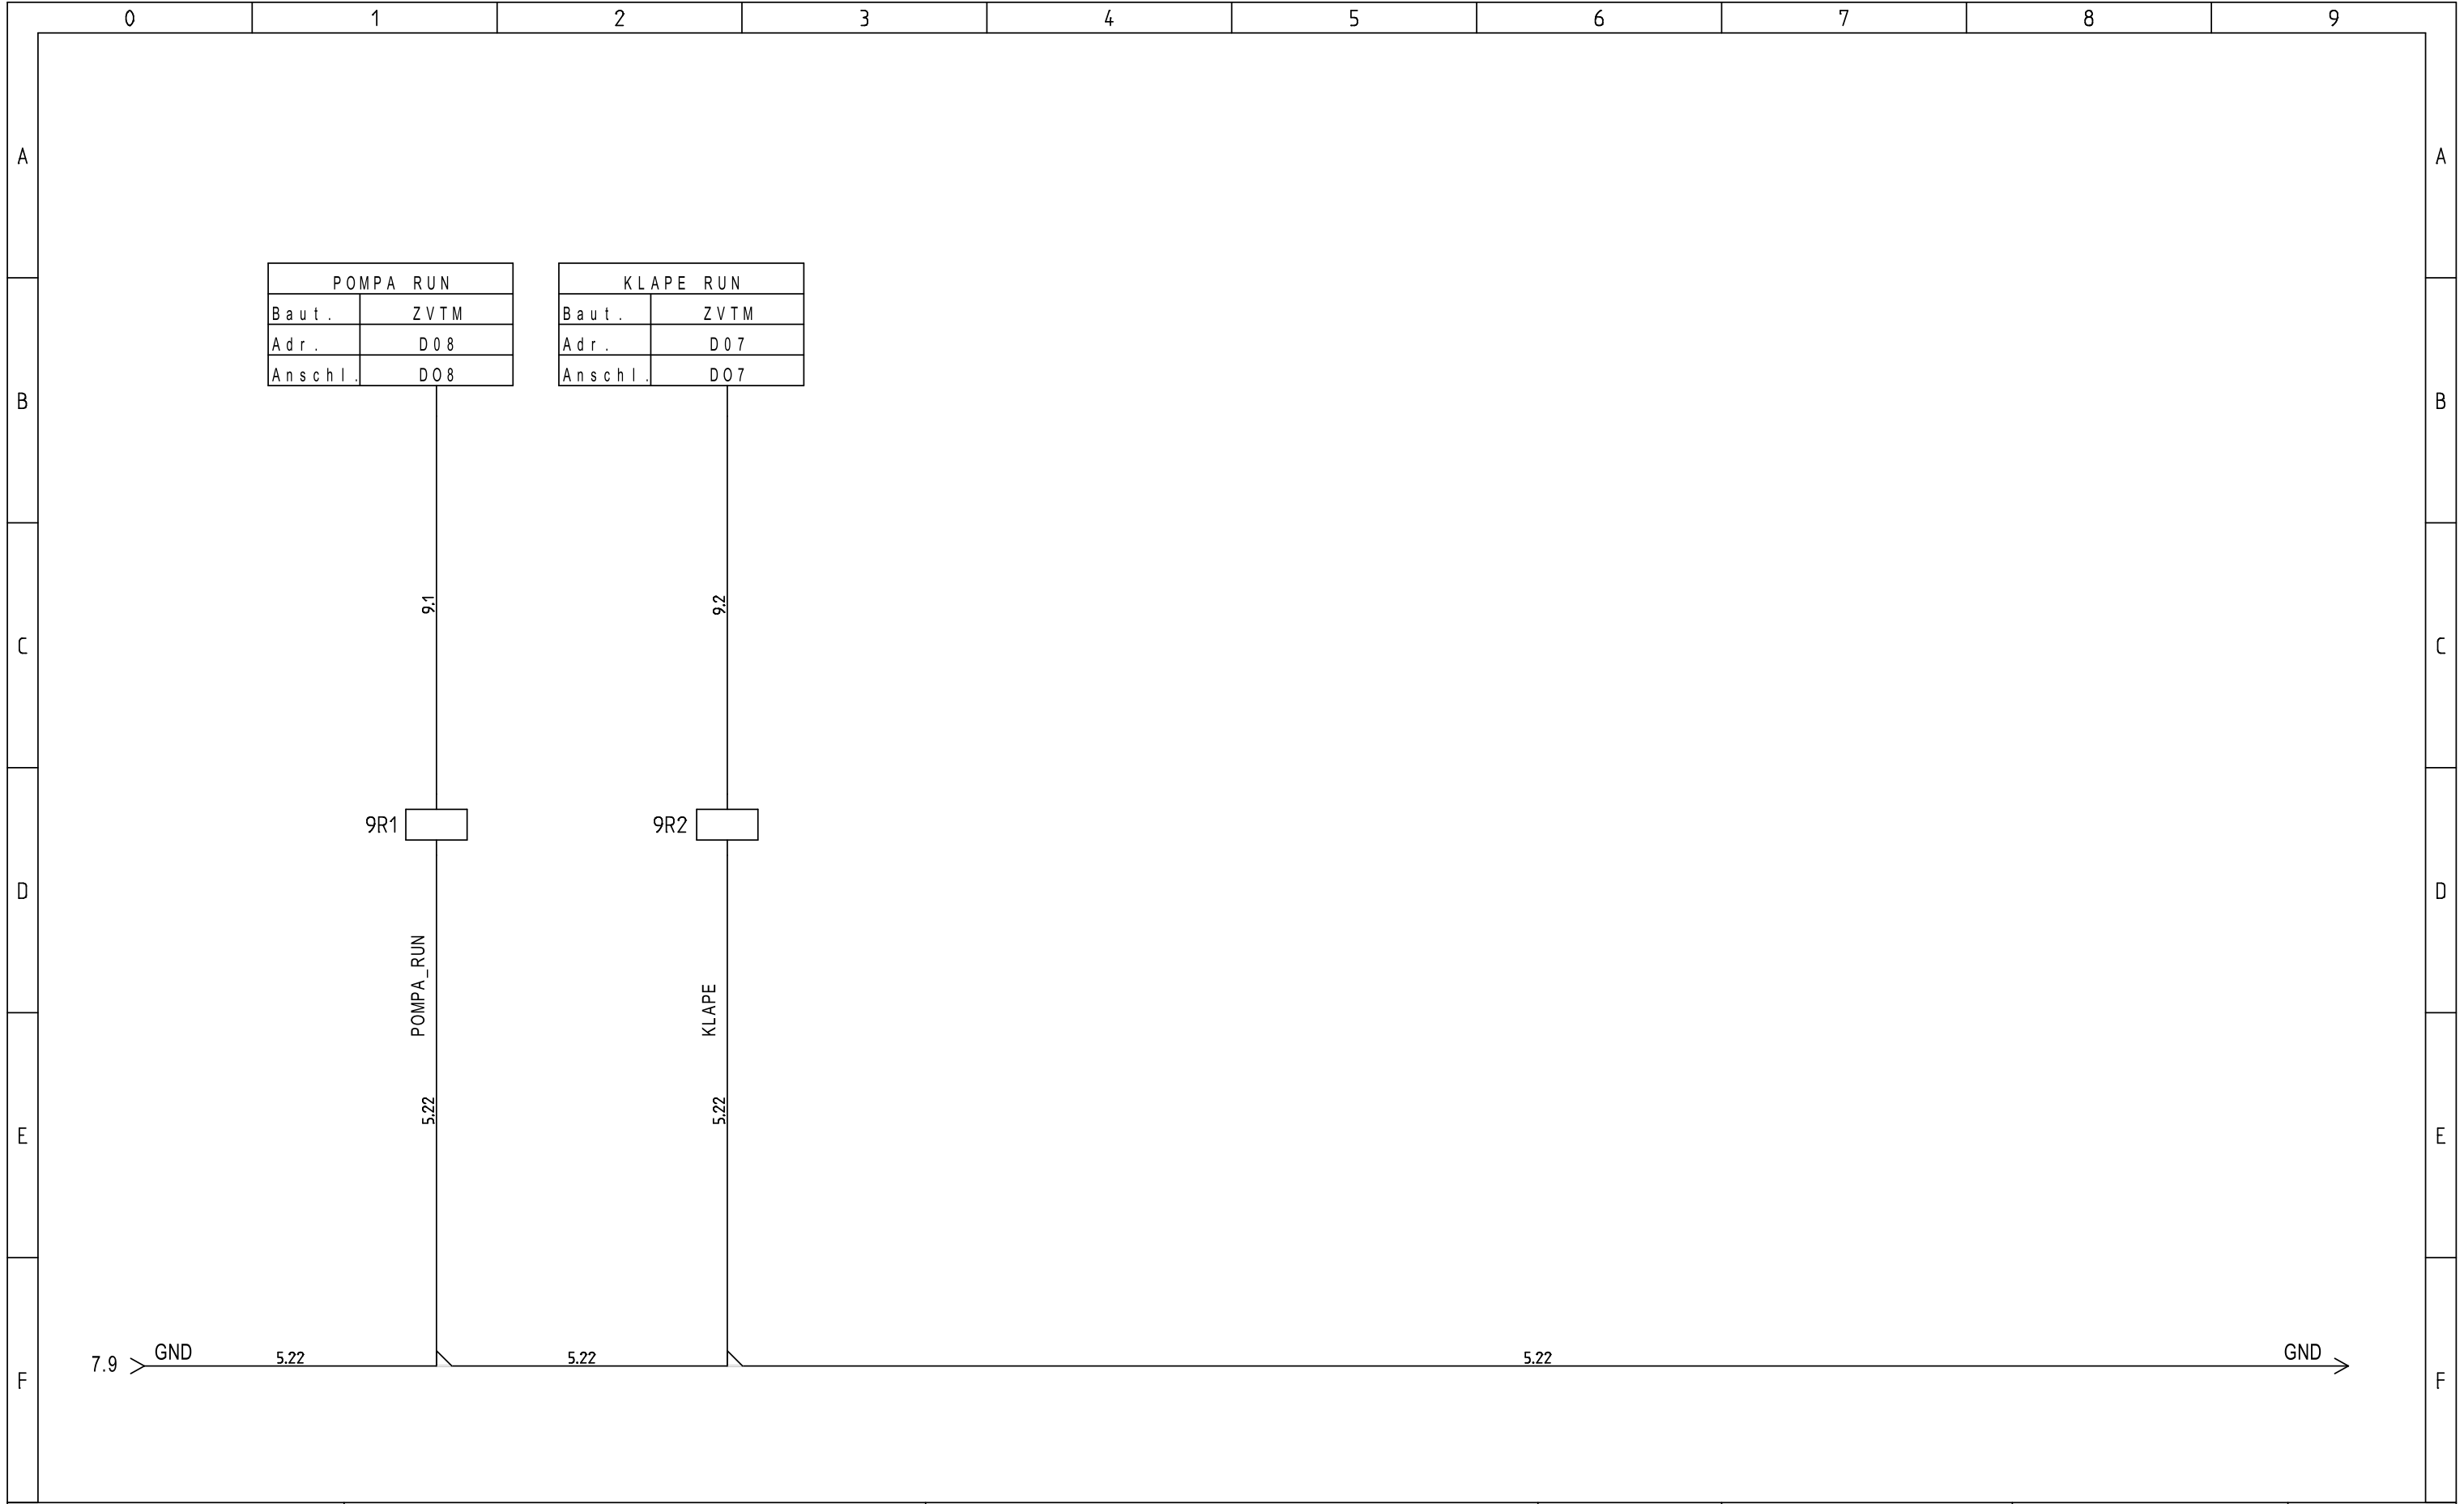 0 1 2 3 4 5 6 7 8 9
A A
POMPA RUN KLAPE RUN
Baut. ZVTM Baut. ZVTM
Adr. D08 Adr. D07
Anschl. DO8 Anschl. DO7
B B
9.1 9.2
C C
9R1 9R2
D D
POMPA_RUN KLAPE
5.22 5.22
E E
7.9 GND 5.22 5.22 5.22 GND
F F